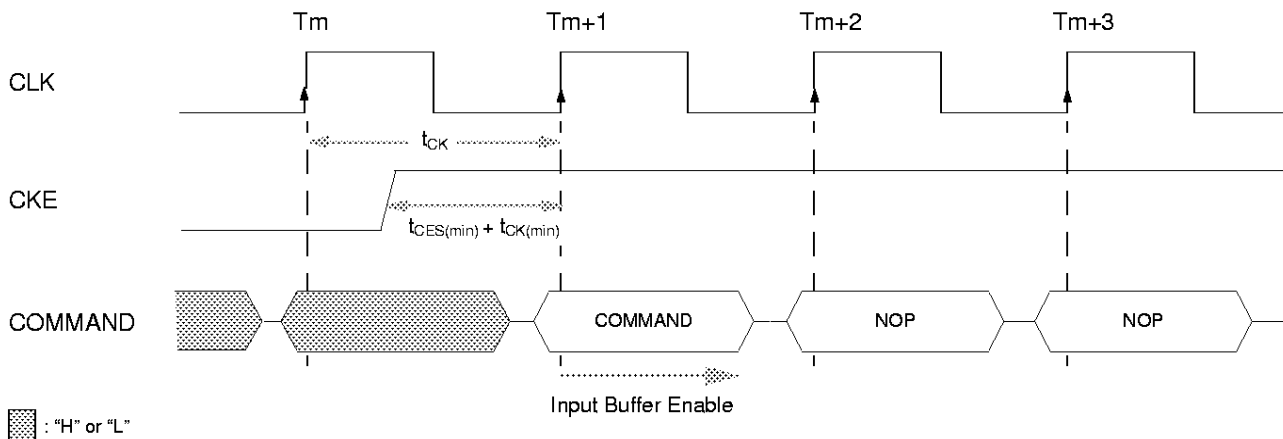 Tm Tm+1 Tm+2 Tm+3
CLK
tCK
CKE
tCES(min) + tCK(min)
COMMAND COMMAND NOP NOP
Input Buffer Enable
: “H” or “L”